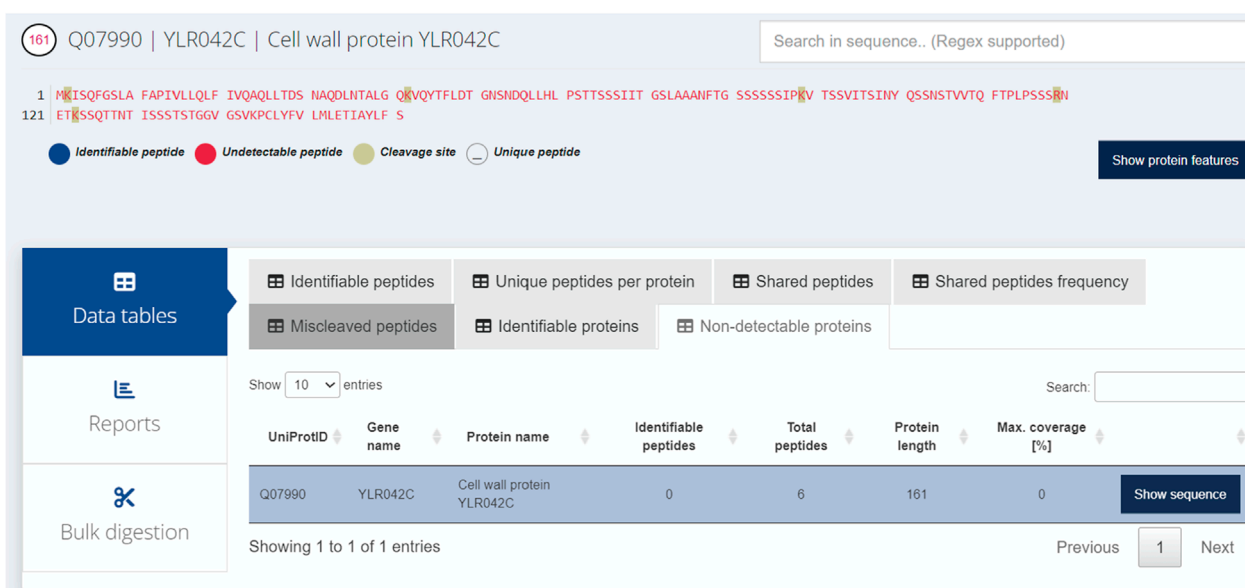 161 Q07990 | YLR042C | Cell wall protein YLR042C
Search in sequence.. (Regex supported)
1 MKISQFGSLA FAPIVLLQLF IVQAQLLTDS NAQDLNTALG QKVQYTFLDT GNSNDQLLHL PSTTSSSIIT GSLAAANFTG SSSSSSIPKV TSSVITSINY QSSNSTVVTQ FTPLPSSSRN
121 ETKSSQTTNT ISSSTSTGGV GSVKPCLYFV LMLETIAYLF S
Identifiable peptide Undetectable peptide Cleavage site Unique peptide
Show protein features
Data tables
Reports
Bulk digestion
Identifiable peptides Unique peptides per protein Shared peptides Shared peptides frequency
Miscleaved peptides Identifiable proteins Non-detectable proteins
Show 10 entries Search:
UniProtID Gene name Protein name Identifiable peptides Total peptides Protein length Max. coverage [%]
Q07990 YLR042C Cell wall protein YLR042C 0 6 161 0 Show sequence
Showing 1 to 1 of 1 entries Previous 1 Next